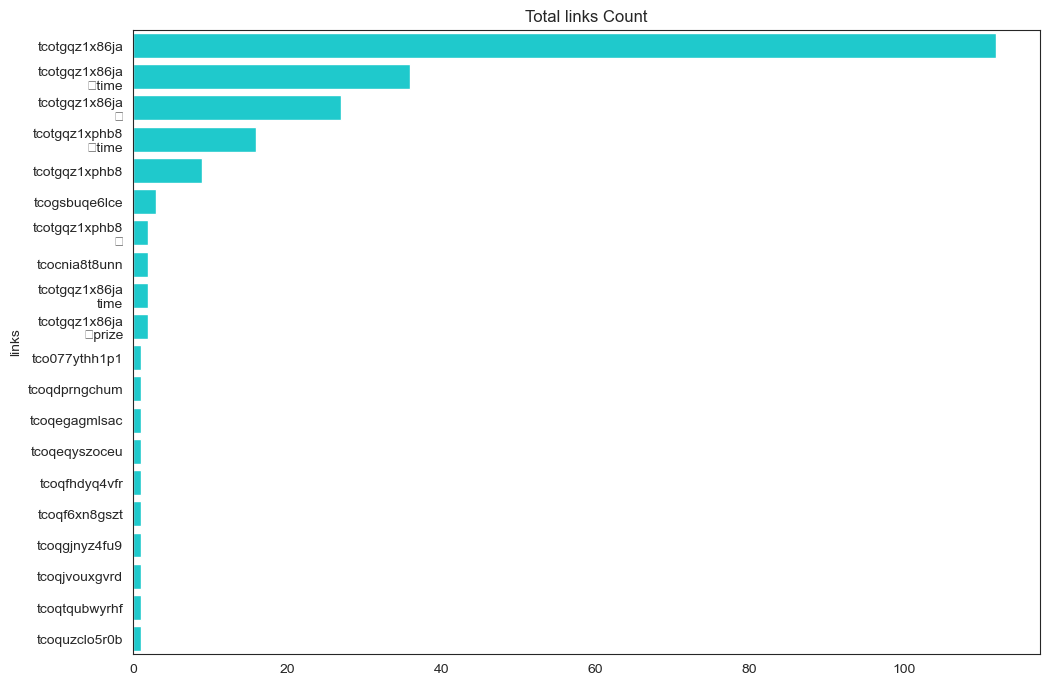 Total links Count
tcotgqz1x86ja
tcotgqz1x86ja
time
tcotgqz1x86ja
tcotgqz1xphb8
time
tcotgqz1xphb8
tcogsbuqe6lce
tcotgqz1xphb8
tcocnia8t8unn
tcotgqz1x86ja
time
tcotgqz1x86ja
prize
tco077ythh1p1
tcoqdprngchum
tcoqegagmlsac
tcoqeqyszoceu
tcoqfhdyq4vfr
tcoqf6xn8gszt
tcoqgjnyz4fu9
tcoqjvouxgvrd
tcoqtqubwyrhf
tcoquzclo5r0b
links
0 20 40 60 80 100